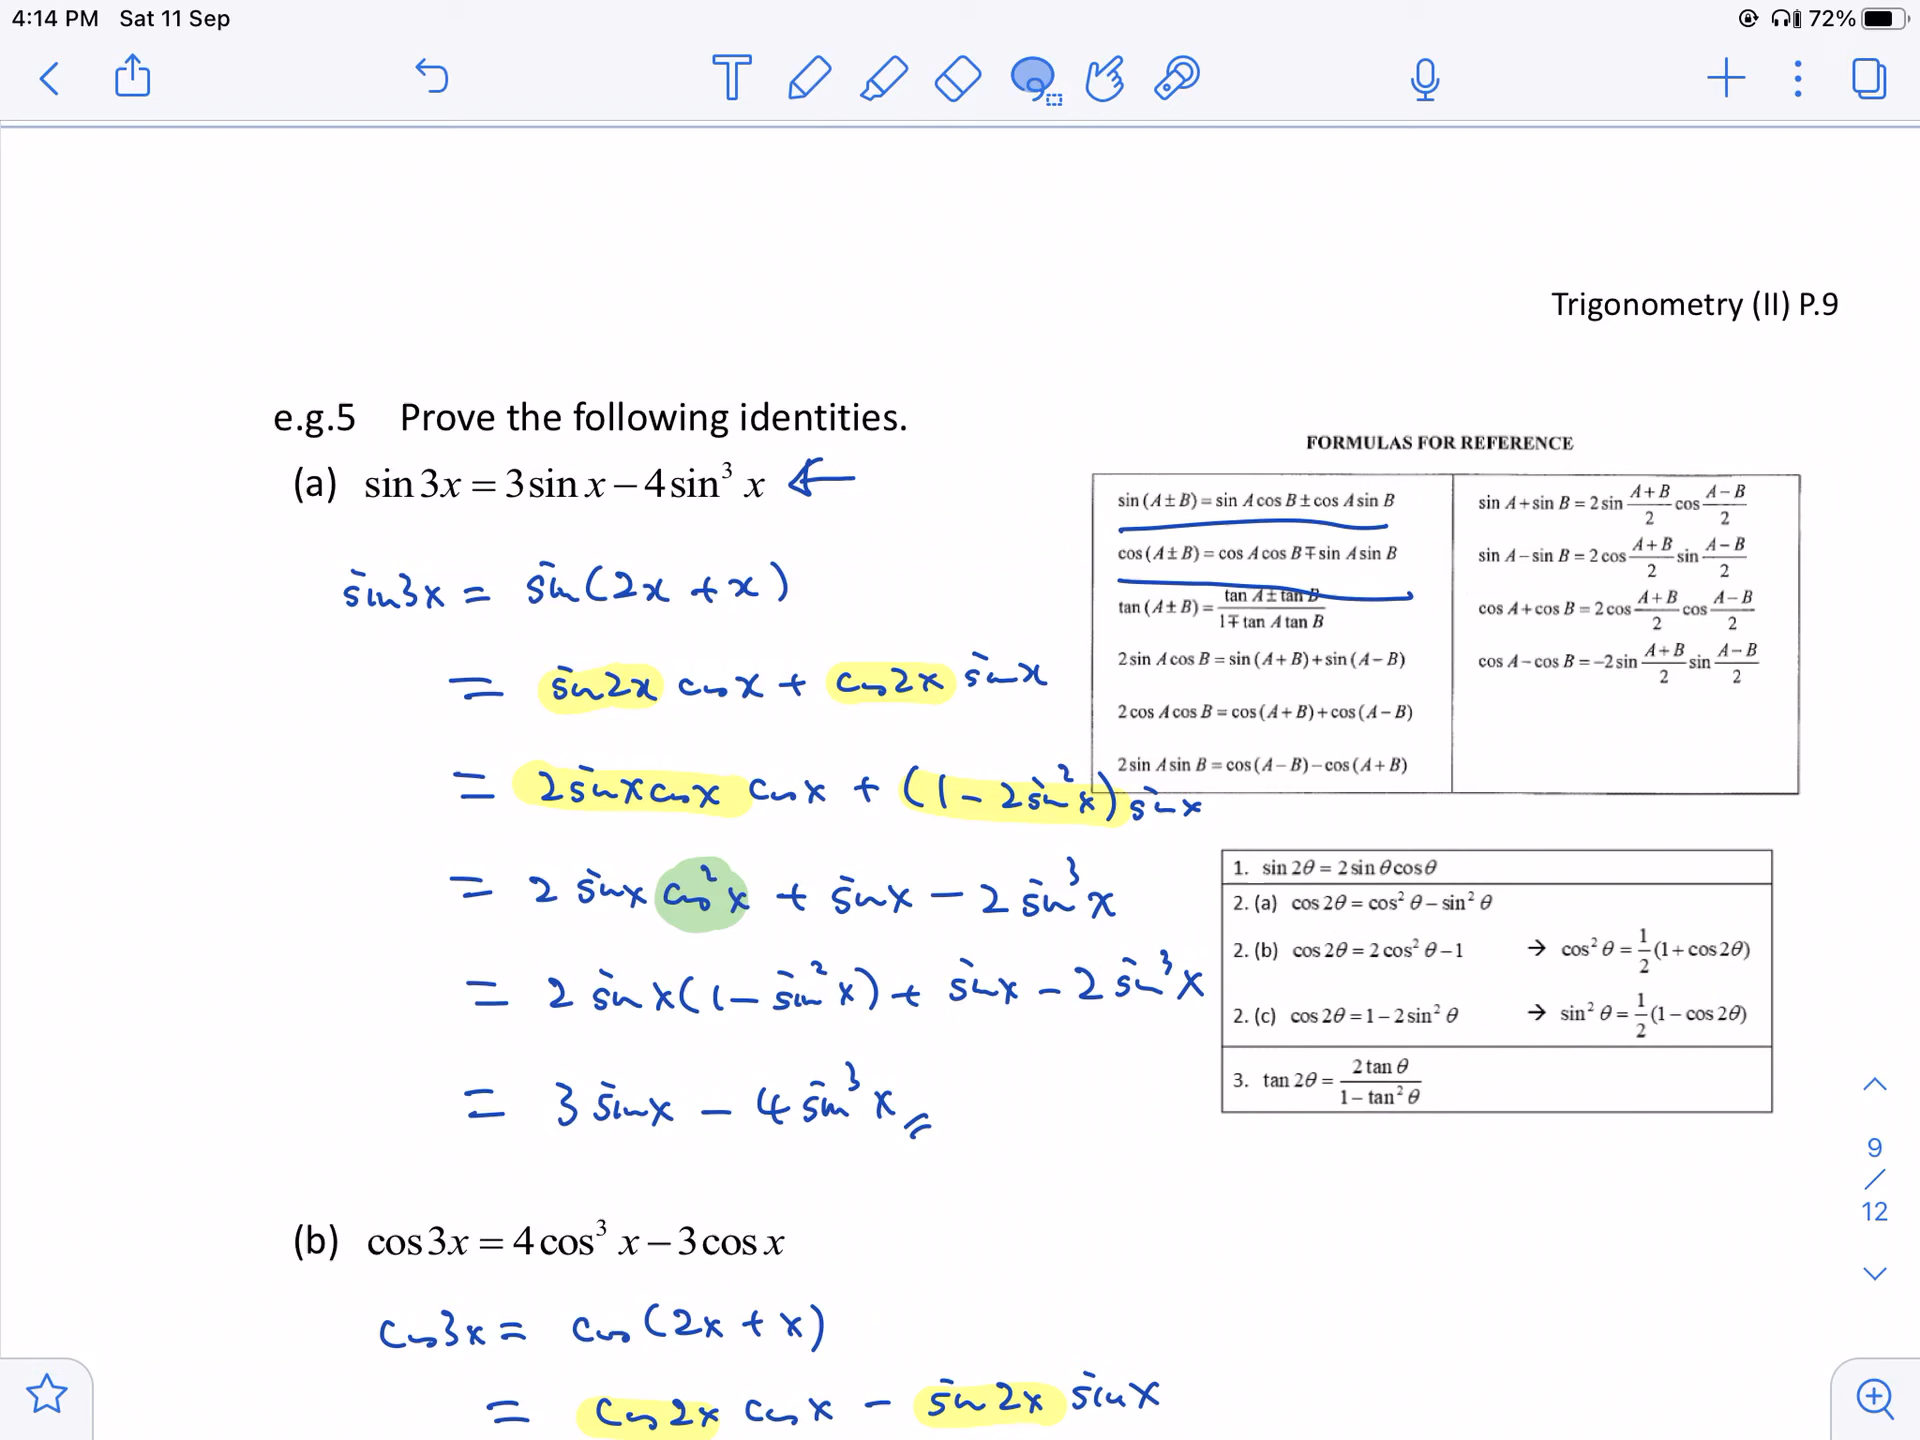 4:14 PM Sat 11 Sep
72%
Trigonometry (II) P.9
e.g.5 Prove the following identities.
(a) sin 3x = 3 sin x − 4 sin³ x ←
sin3x = sin(2x + x)
= sin2x cosx + cos2x sinx
= 2sinxcosx cosx + (1 − 2sin²x) sinx
= 2 sinx cos²x + sinx − 2 sin³x
= 2 sinx(1 − sin²x) + sinx − 2 sin³x
= 3 sinx − 4 sin³x
FORMULAS FOR REFERENCE
sin (A ± B) = sin A cos B ± cos A sin B
cos (A ± B) = cos A cos B ∓ sin A sin B
tan (A ± B) = (tan A ± tan B)/(1 ∓ tan A tan B)
2 sin A cos B = sin (A + B) + sin (A − B)
2 cos A cos B = cos (A + B) + cos (A − B)
2 sin A sin B = cos (A − B) − cos (A + B)
sin A + sin B = 2 sin (A + B)/2 cos (A − B)/2
sin A − sin B = 2 cos (A + B)/2 sin (A − B)/2
cos A + cos B = 2 cos (A + B)/2 cos (A − B)/2
cos A − cos B = −2 sin (A + B)/2 sin (A − B)/2
1. sin 2θ = 2 sin θ cos θ
2. (a) cos 2θ = cos² θ − sin² θ
2. (b) cos 2θ = 2 cos² θ − 1 → cos² θ = 1/2 (1 + cos 2θ)
2. (c) cos 2θ = 1 − 2 sin² θ → sin² θ = 1/2 (1 − cos 2θ)
3. tan 2θ = 2 tan θ/(1 − tan² θ)
(b) cos 3x = 4 cos³ x − 3 cos x
cos3x = cos(2x + x)
= cos2x cosx − sin2x sinx
9
/
12